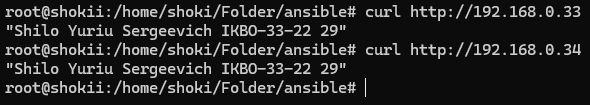 root@shokii:/home/shoki/Folder/ansible# curl http://192.168.0.33
"Shilo Yuriu Sergeevich IKBO-33-22 29"
root@shokii:/home/shoki/Folder/ansible# curl http://192.168.0.34
"Shilo Yuriu Sergeevich IKBO-33-22 29"
root@shokii:/home/shoki/Folder/ansible#